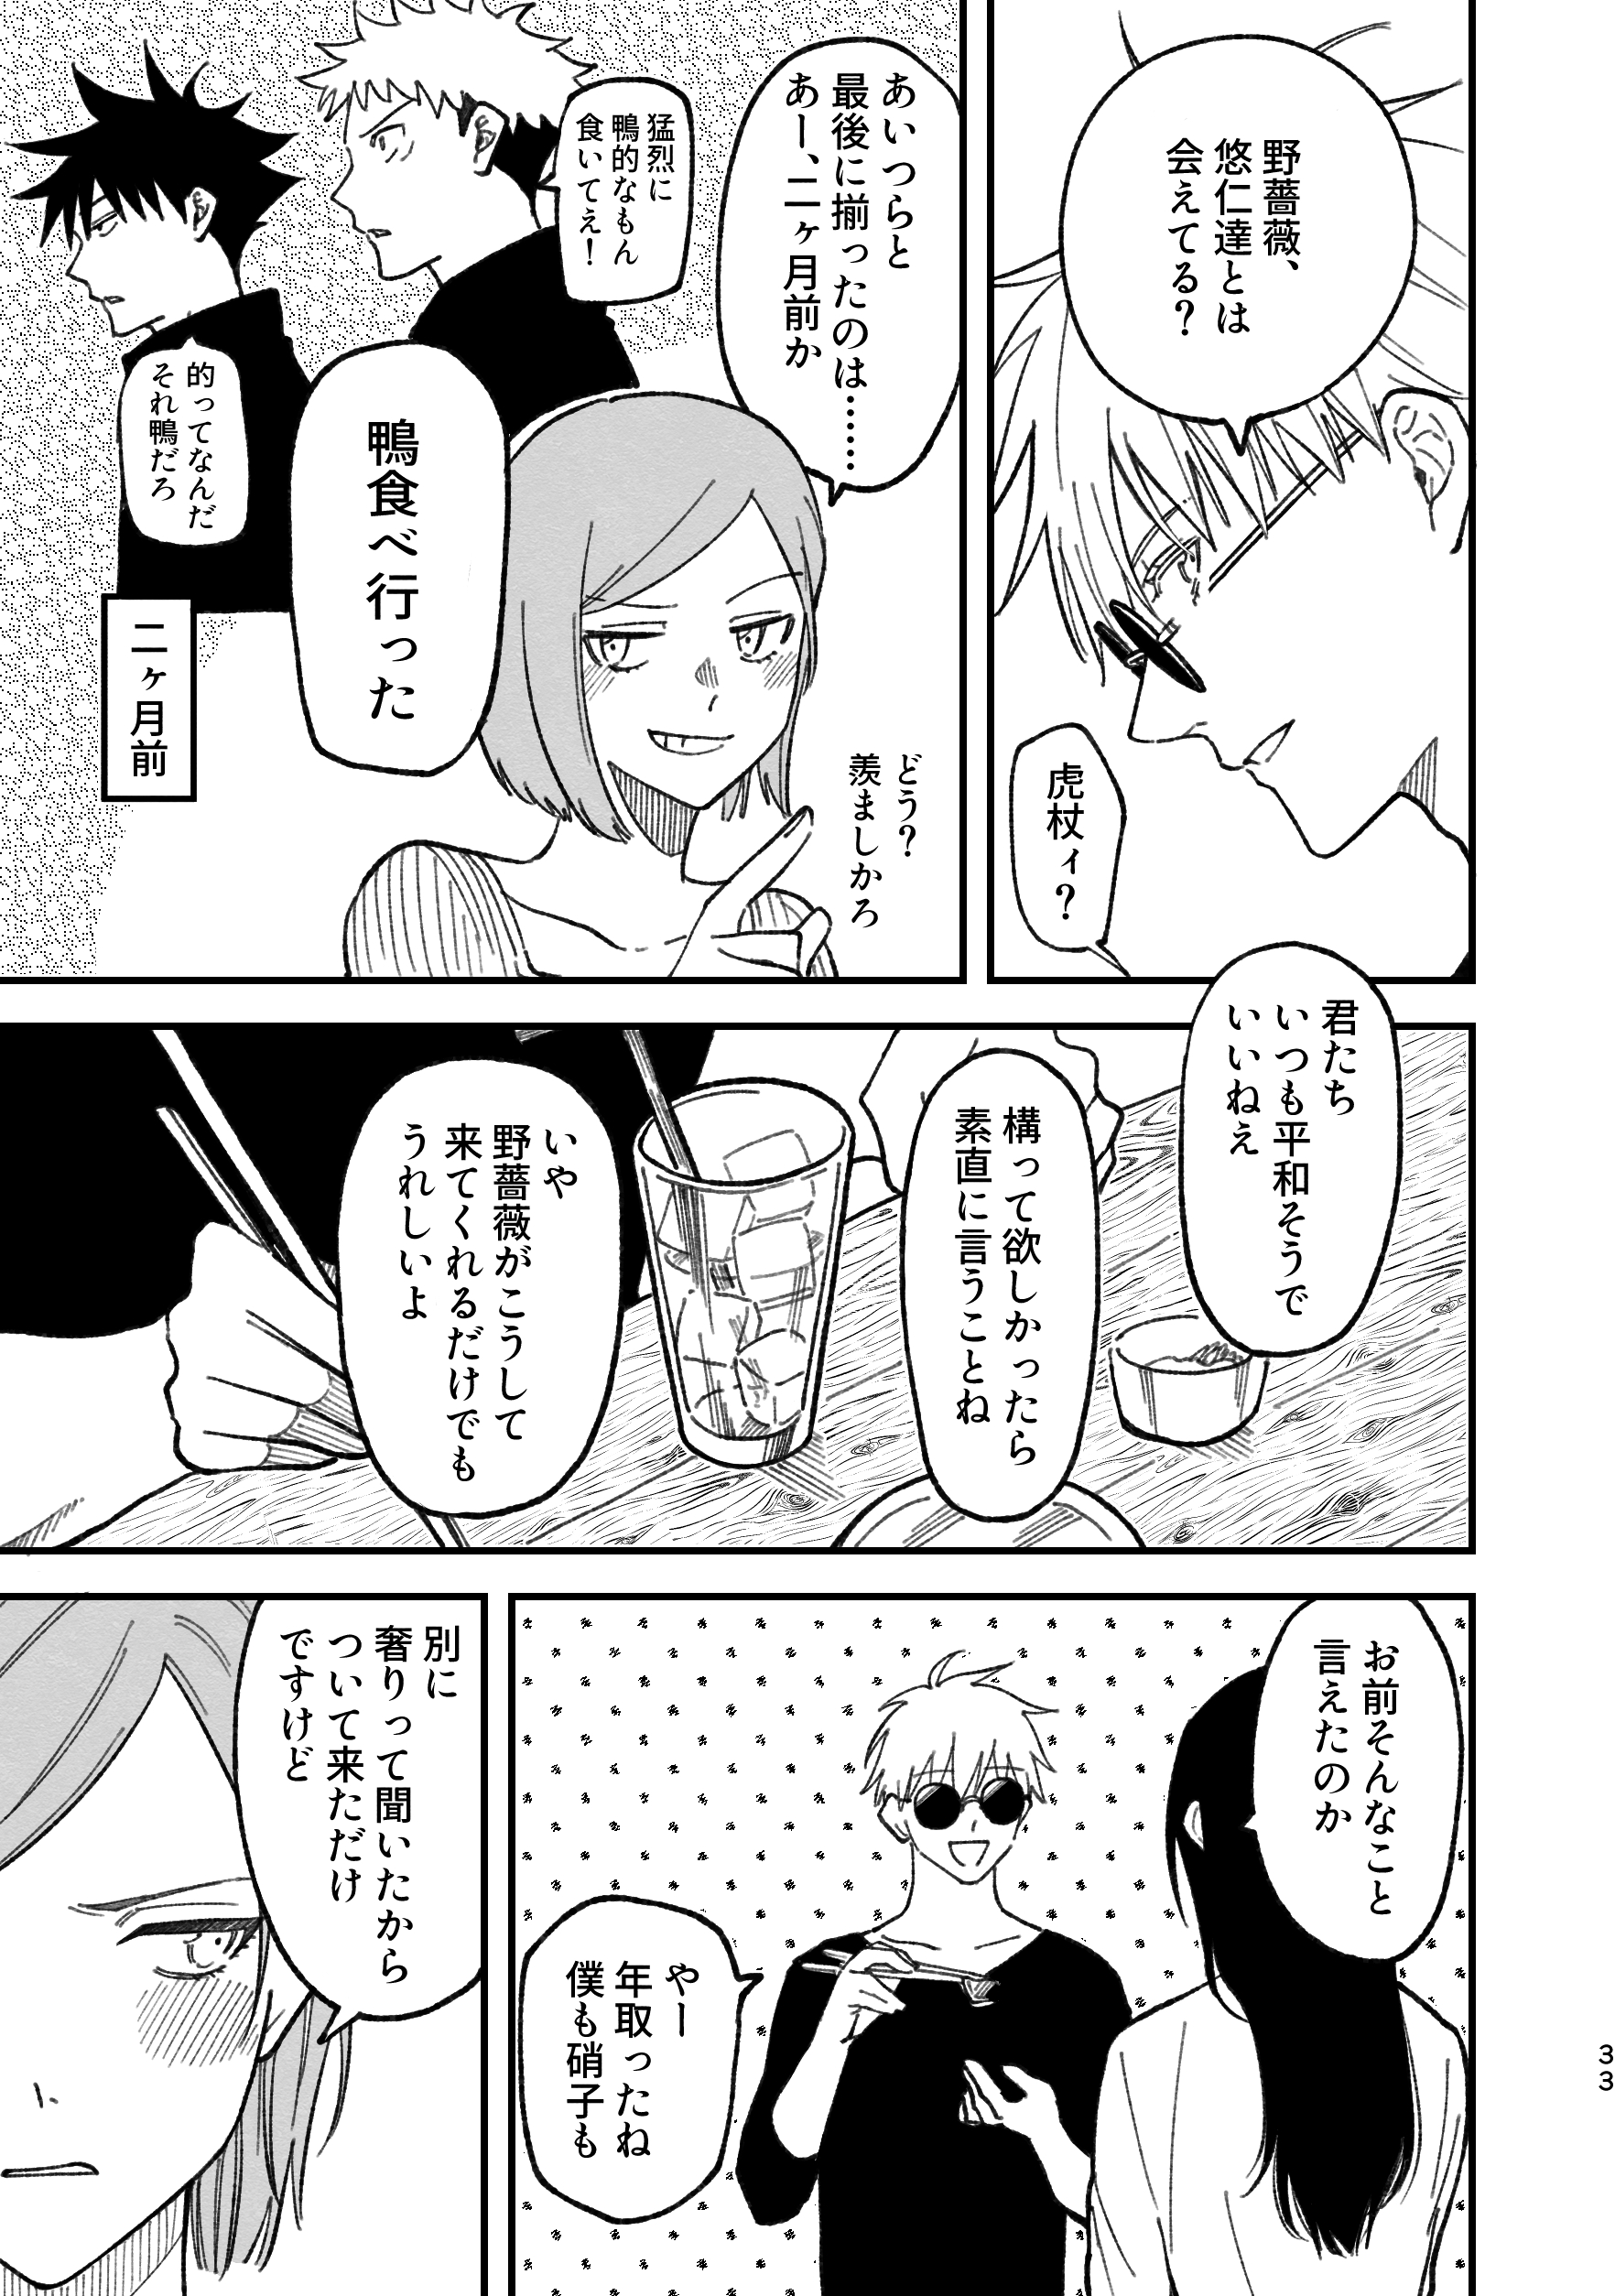 野薔薇、
悠仁達とは
会えてる？
虎杖ィ？
あいつらと
最後に揃ったのは……
あー、二ヶ月前か
猛烈に
鴨的なもん
食いてえ！
的ってなんだ
それ鴨だろ
鴨食べ行った
二ヶ月前
どう？
羨ましかろ
君たち
いつも平和そうで
いいねえ
構って欲しかったら
素直に言うことね
いや
野薔薇がこうして
来てくれるだけでも
うれしいよ
お前そんなこと
言えたのか
やー
年取ったね
僕も硝子も
別に
奢りって聞いたから
ついて来ただけ
ですけど
33